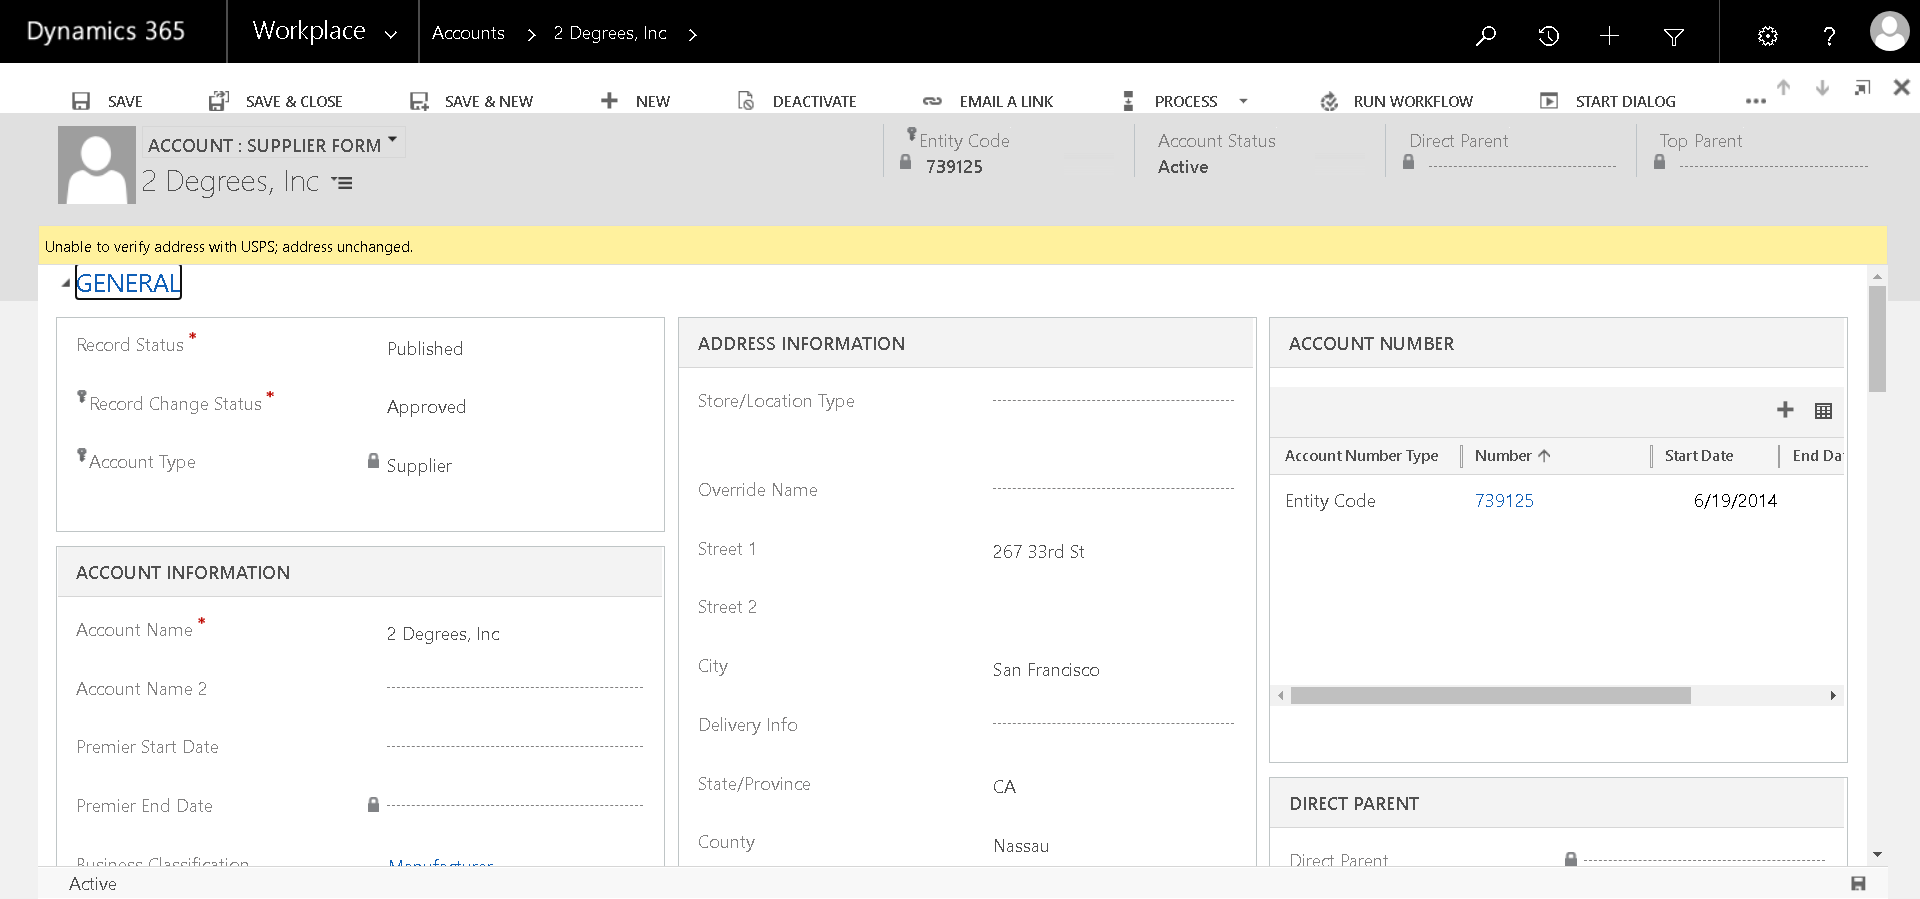 Dynamics 365
Workplace
Accounts
2 Degrees, Inc
SAVE
SAVE & CLOSE
SAVE & NEW
NEW
DEACTIVATE
EMAIL A LINK
PROCESS
RUN WORKFLOW
START DIALOG
ACCOUNT : SUPPLIER FORM
2 Degrees, Inc
Entity Code
739125
Account Status
Active
Direct Parent
Top Parent
Unable to verify address with USPS; address unchanged.
GENERAL
Record Status *
Published
Record Change Status *
Approved
Account Type
Supplier
ACCOUNT INFORMATION
Account Name *
2 Degrees, Inc
Account Name 2
Premier Start Date
Premier End Date
Business Classification
Manufacturer
ADDRESS INFORMATION
Store/Location Type
Override Name
Street 1
267 33rd St
Street 2
City
San Francisco
Delivery Info
State/Province
CA
County
Nassau
ACCOUNT NUMBER
Account Number Type
Number
Start Date
End Da
Entity Code
739125
6/19/2014
DIRECT PARENT
Direct Parent
Active